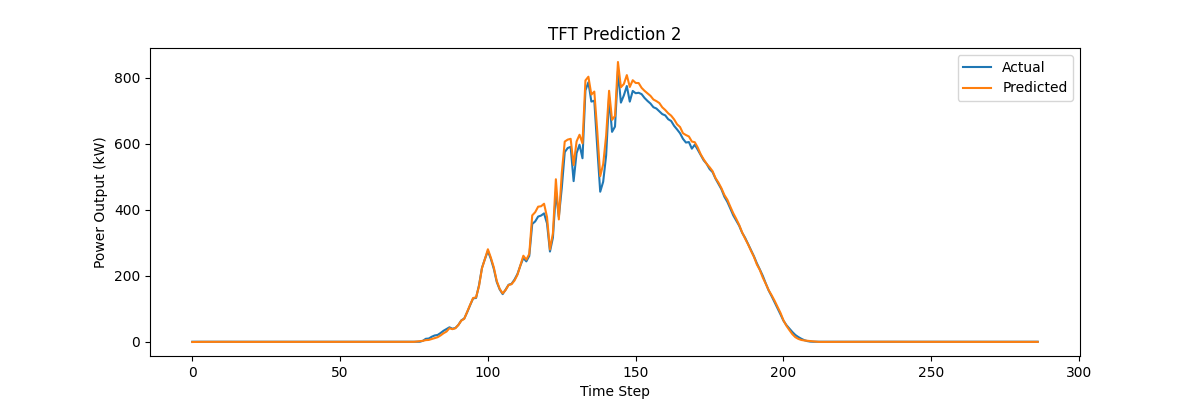 TFT Prediction 2
Actual
Predicted
Power Output (kW)
800
600
400
200
0
0 50 100 150 200 250 300
Time Step